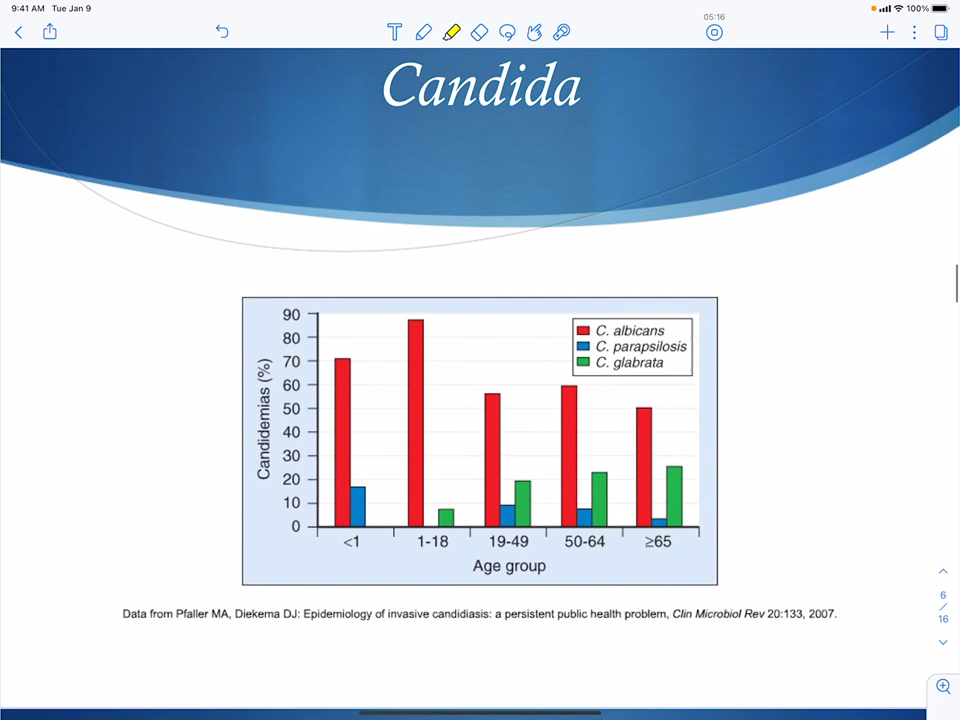 9:41 AM Tue Jan 9
100%
05:16
Candida
90
80
70
60
50
40
30
20
10
0
Candidemias (%)
C. albicans
C. parapsilosis
C. glabrata
<1 1-18 19-49 50-64 ≥65
Age group
Data from Pfaller MA, Diekema DJ: Epidemiology of invasive candidiasis: a persistent public health problem, Clin Microbiol Rev 20:133, 2007.
6
/
16